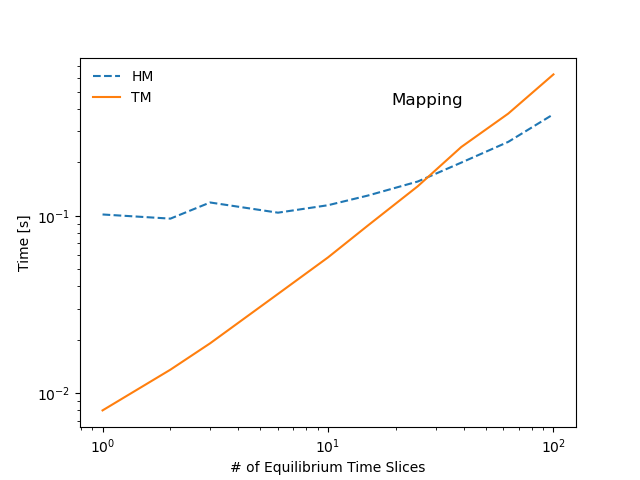 HM
TM
Mapping
10⁻¹
10⁻²
Time [s]
10⁰
10¹
10²
# of Equilibrium Time Slices